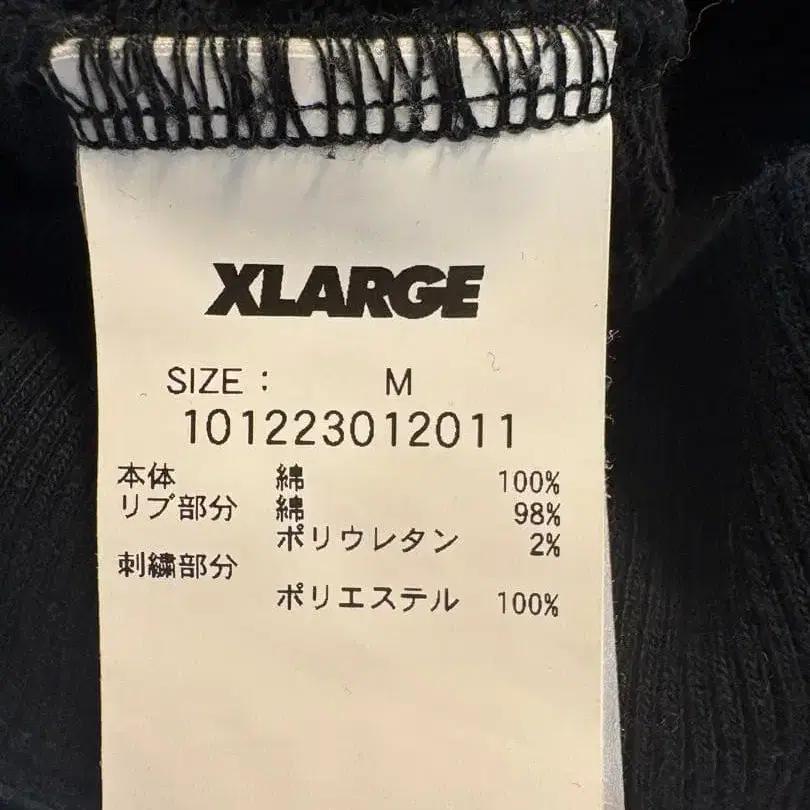 XLARGE
SIZE : M
101223012011
本体 綿 100%
リブ部分 綿 98%
ポリウレタン 2%
刺繍部分
ポリエステル 100%